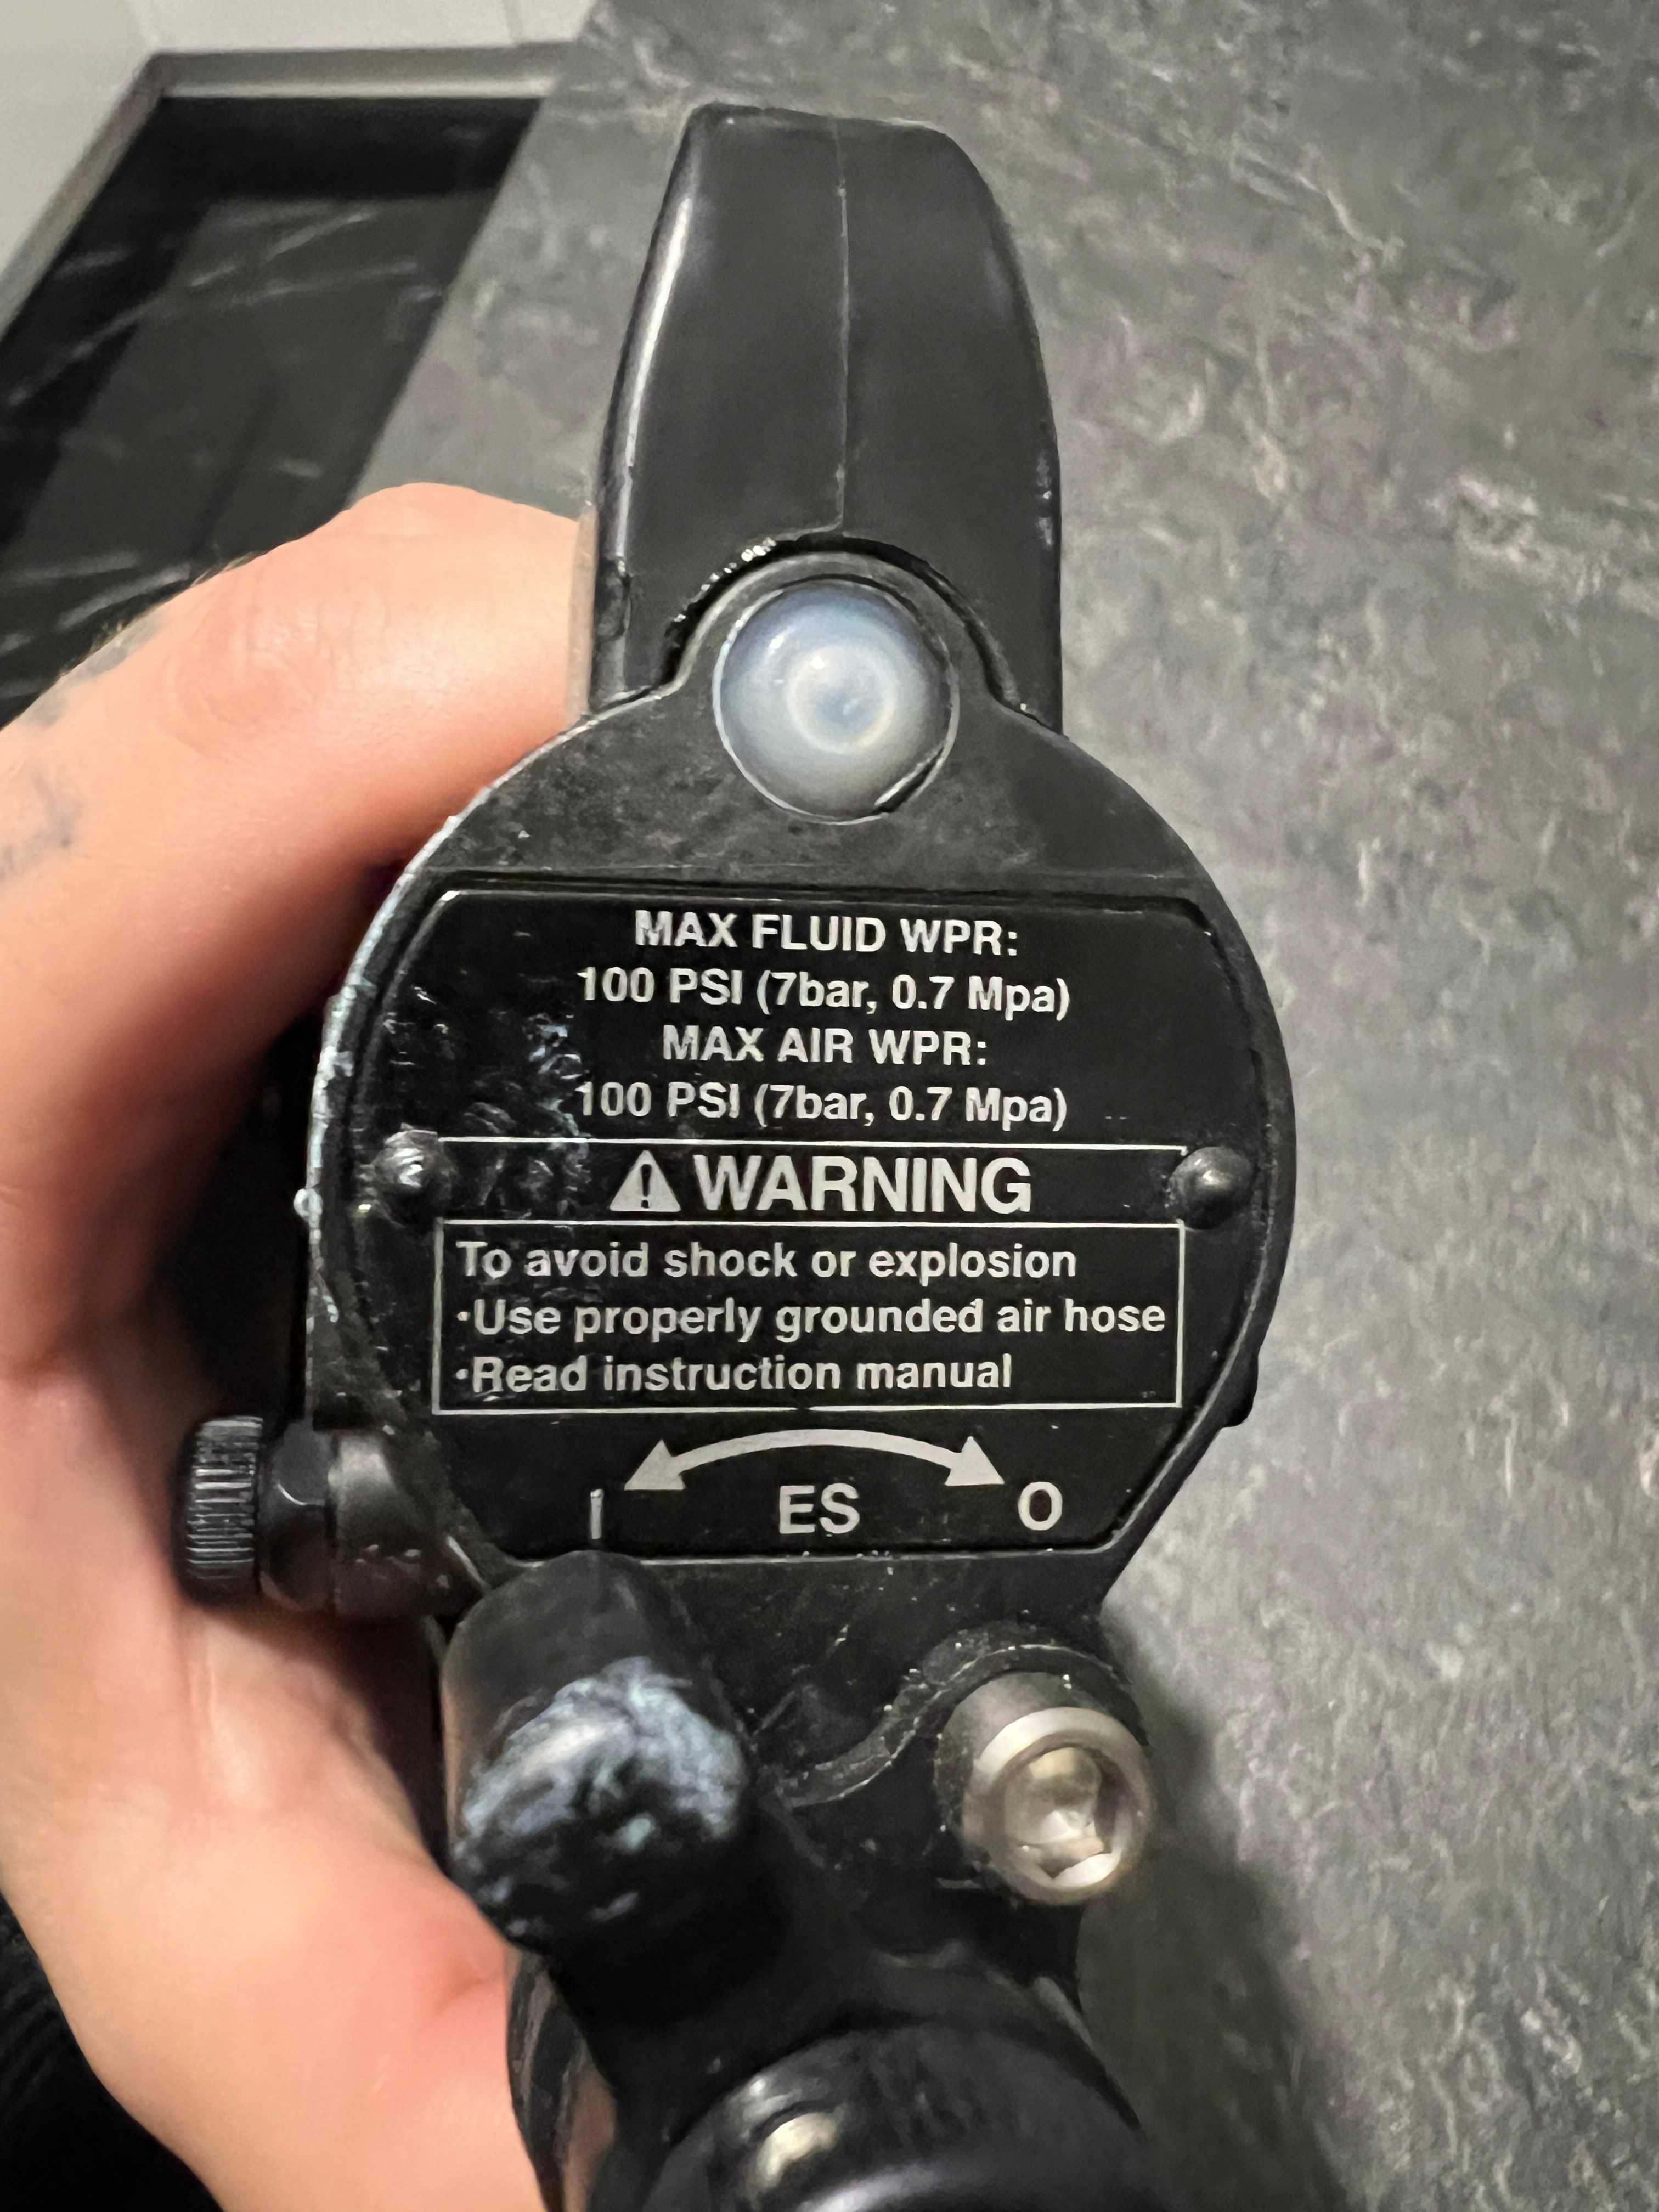 MAX FLUID WPR:
100 PSI (7bar, 0.7 Mpa)
MAX AIR WPR:
100 PSI (7bar, 0.7 Mpa)
WARNING
To avoid shock or explosion
·Use properly grounded air hose
·Read instruction manual
I ES O